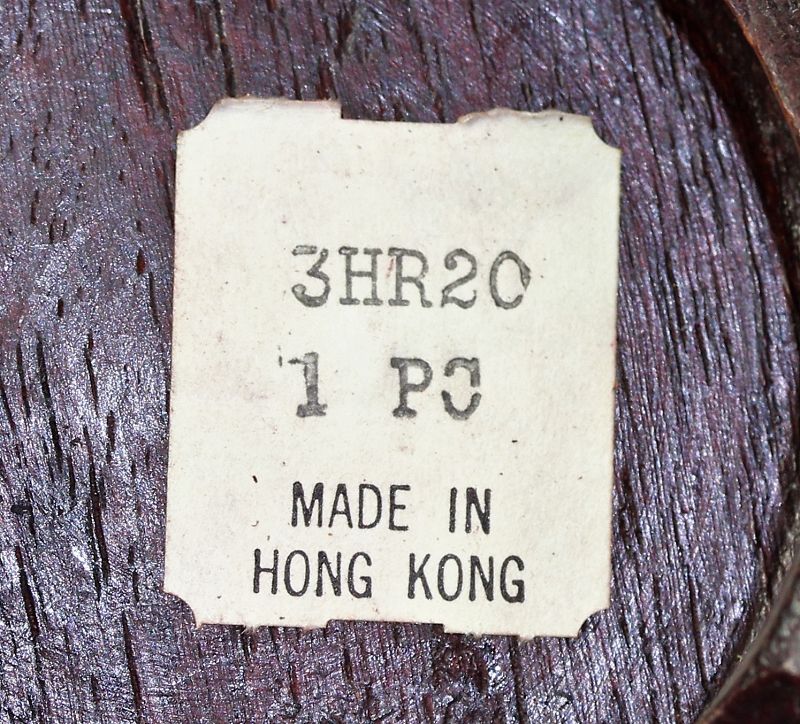 3HR20
1 PC
MADE IN
HONG KONG